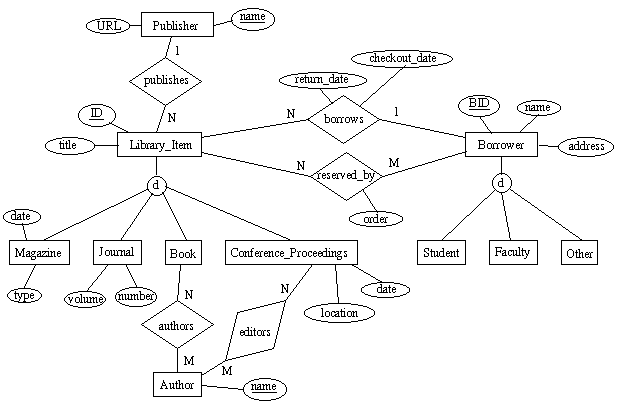 URL
Publisher
name
1
publishes
N
return_date
checkout_date
N
borrows
1
ID
title
Library_Item
BID
name
Borrower
address
N
M
reserved_by
order
d
d
date
Magazine
Journal
Book
Conference_Proceedings
Student
Faculty
Other
type
volume
number
N
authors
M
N
editors
M
location
date
Author
name